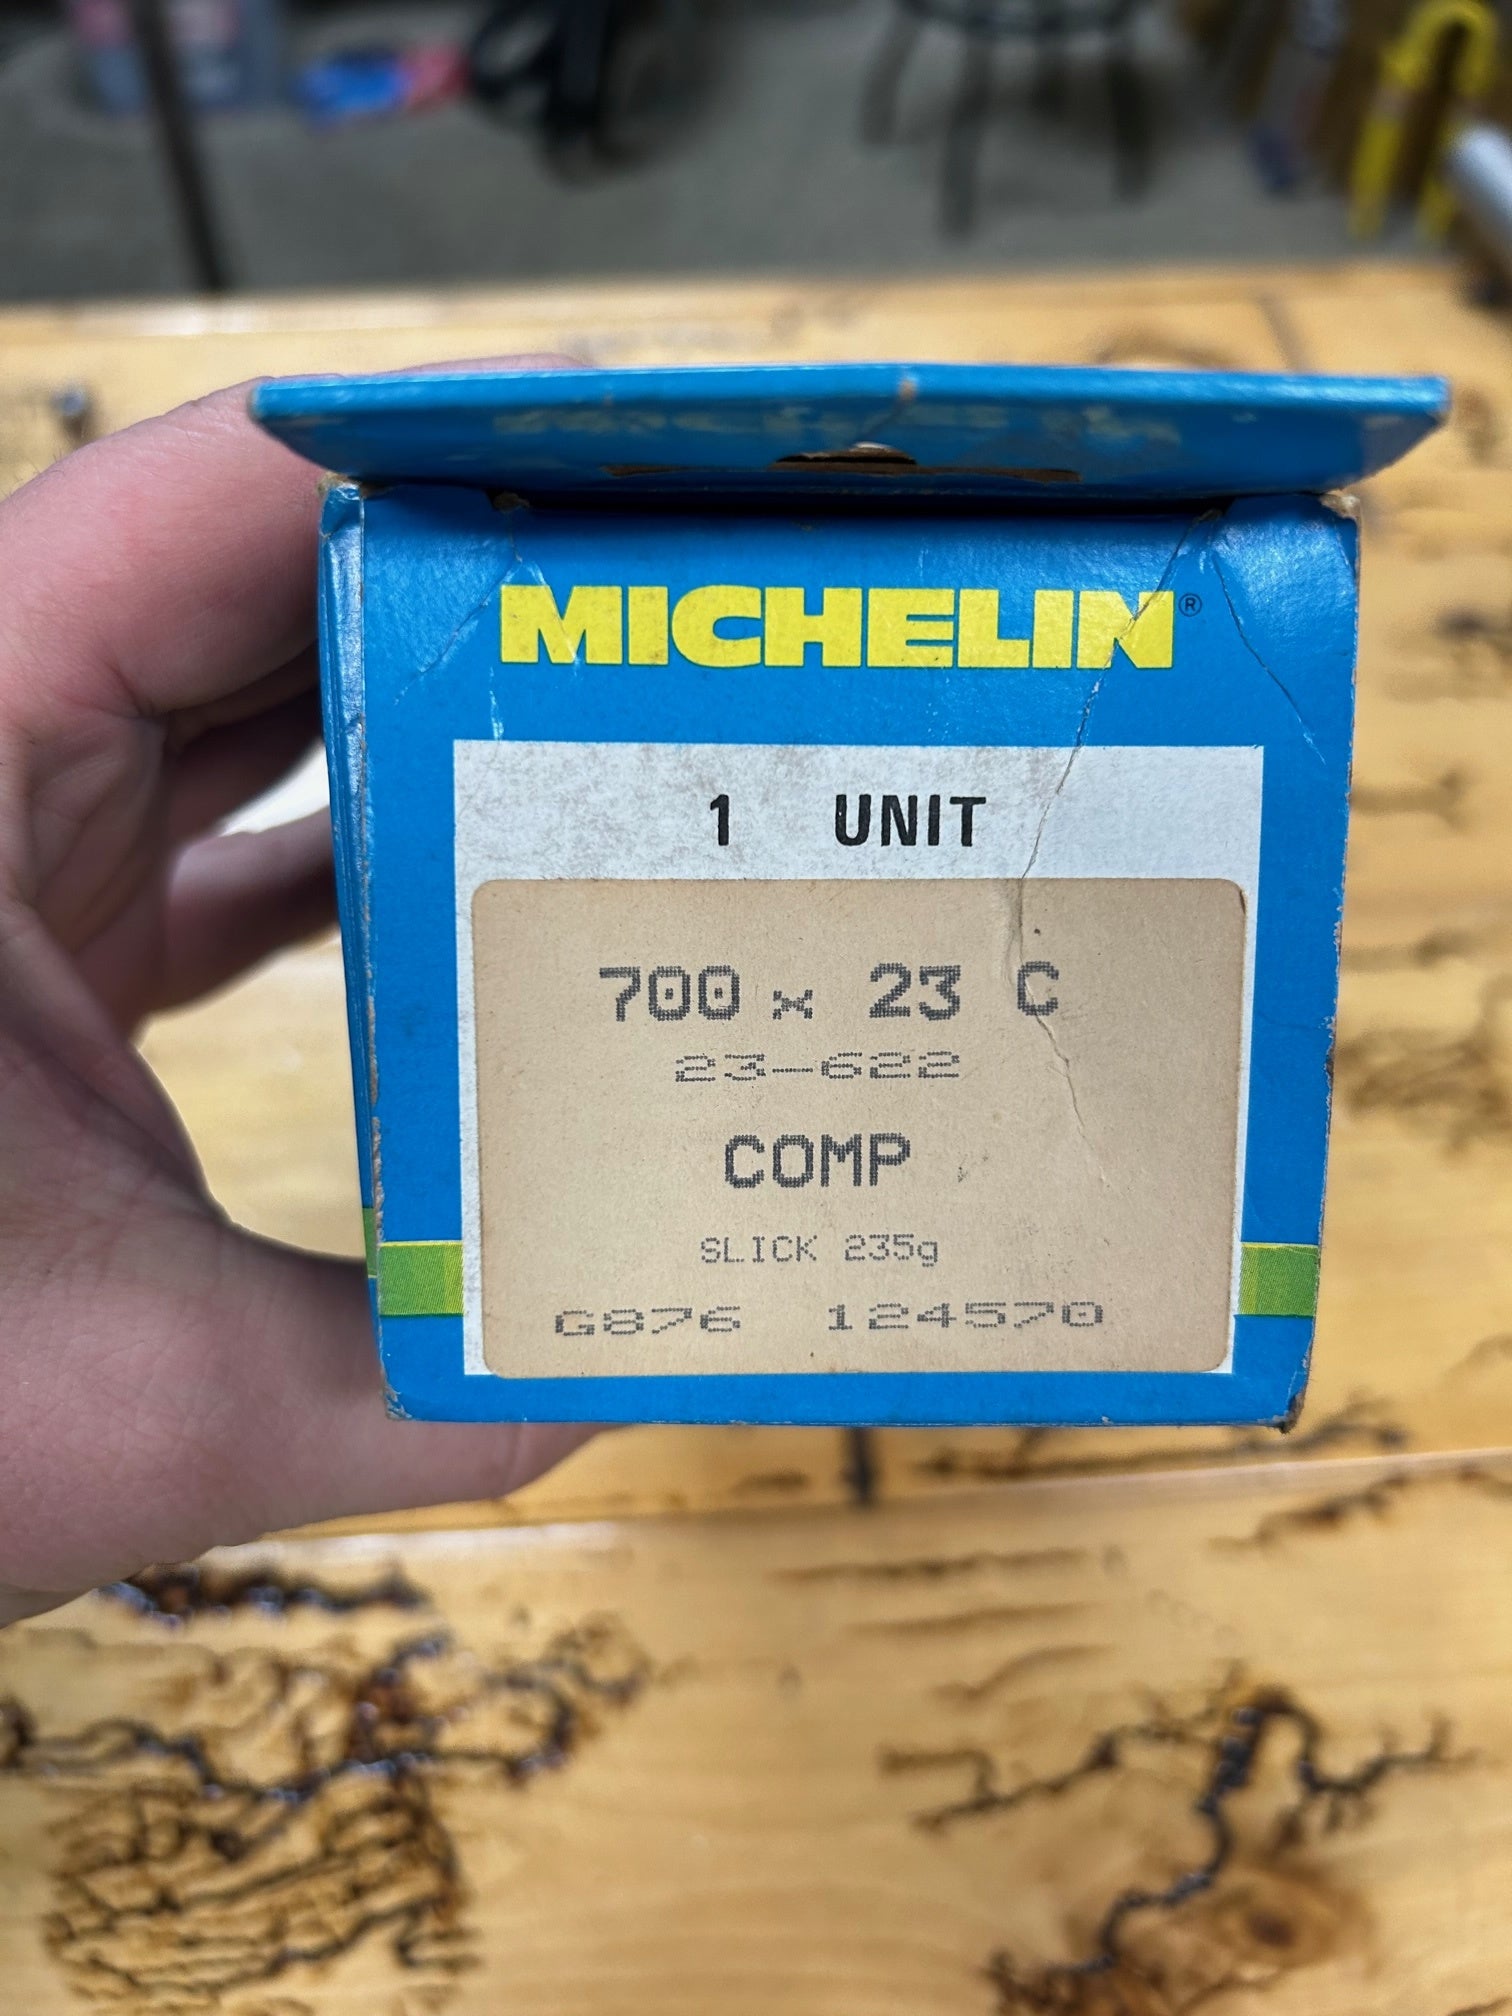 MICHELIN®
1 UNIT
700 x 23 C
23-622
COMP
SLICK 235g
G876 124570